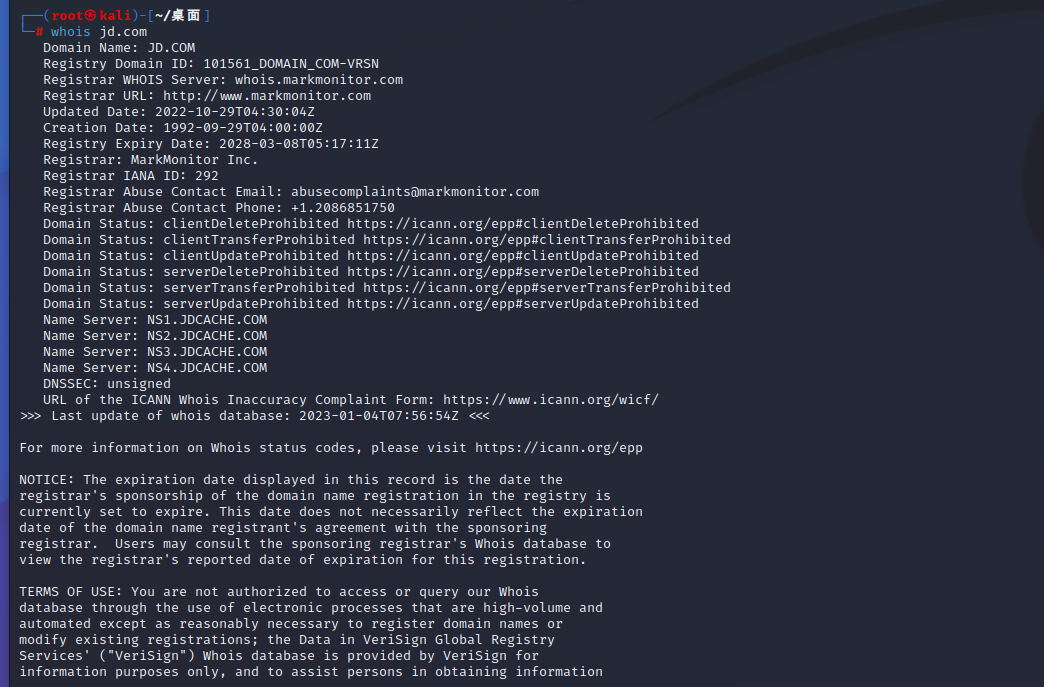 ┌──(root㉿kali)-[~/桌面]
└─# whois jd.com
   Domain Name: JD.COM
   Registry Domain ID: 101561_DOMAIN_COM-VRSN
   Registrar WHOIS Server: whois.markmonitor.com
   Registrar URL: http://www.markmonitor.com
   Updated Date: 2022-10-29T04:30:04Z
   Creation Date: 1992-09-29T04:00:00Z
   Registry Expiry Date: 2028-03-08T05:17:11Z
   Registrar: MarkMonitor Inc.
   Registrar IANA ID: 292
   Registrar Abuse Contact Email: abusecomplaints@markmonitor.com
   Registrar Abuse Contact Phone: +1.2086851750
   Domain Status: clientDeleteProhibited https://icann.org/epp#clientDeleteProhibited
   Domain Status: clientTransferProhibited https://icann.org/epp#clientTransferProhibited
   Domain Status: clientUpdateProhibited https://icann.org/epp#clientUpdateProhibited
   Domain Status: serverDeleteProhibited https://icann.org/epp#serverDeleteProhibited
   Domain Status: serverTransferProhibited https://icann.org/epp#serverTransferProhibited
   Domain Status: serverUpdateProhibited https://icann.org/epp#serverUpdateProhibited
   Name Server: NS1.JDCACHE.COM
   Name Server: NS2.JDCACHE.COM
   Name Server: NS3.JDCACHE.COM
   Name Server: NS4.JDCACHE.COM
   DNSSEC: unsigned
   URL of the ICANN Whois Inaccuracy Complaint Form: https://www.icann.org/wicf/
>>> Last update of whois database: 2023-01-04T07:56:54Z <<<

For more information on Whois status codes, please visit https://icann.org/epp

NOTICE: The expiration date displayed in this record is the date the
registrar's sponsorship of the domain name registration in the registry is
currently set to expire. This date does not necessarily reflect the expiration
date of the domain name registrant's agreement with the sponsoring
registrar.  Users may consult the sponsoring registrar's Whois database to
view the registrar's reported date of expiration for this registration.

TERMS OF USE: You are not authorized to access or query our Whois
database through the use of electronic processes that are high-volume and
automated except as reasonably necessary to register domain names or
modify existing registrations; the Data in VeriSign Global Registry
Services' ("VeriSign") Whois database is provided by VeriSign for
information purposes only, and to assist persons in obtaining information